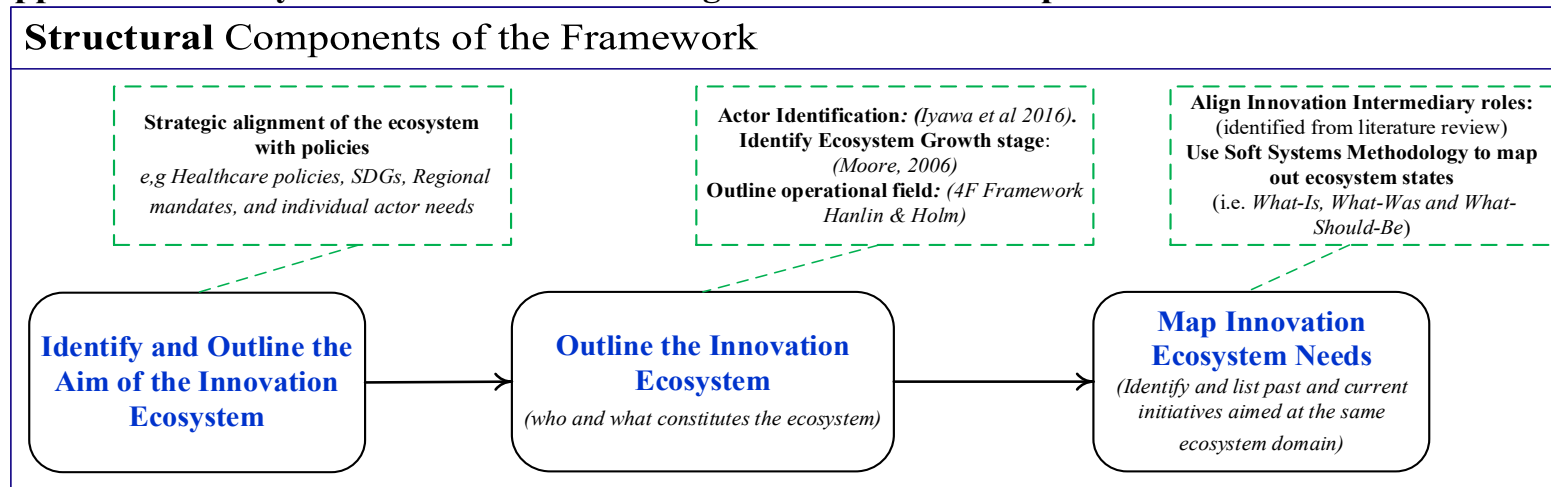 Structural Components of the Framework
Strategic alignment of the ecosystem
with policies
e,g Healthcare policies, SDGs, Regional
mandates, and individual actor needs
Actor Identification: (Iyawa et al 2016).
Identify Ecosystem Growth stage:
(Moore, 2006)
Outline operational field: (4F Framework
Hanlin & Holm)
Align Innovation Intermediary roles:
(identified from literature review)
Use Soft Systems Methodology to map
out ecosystem states
(i.e. What-Is, What-Was and What-
Should-Be)
Identify and Outline the
Aim of the Innovation
Ecosystem
Outline the Innovation
Ecosystem
(who and what constitutes the ecosystem)
Map Innovation
Ecosystem Needs
(Identify and list past and current
initiatives aimed at the same
ecosystem domain)